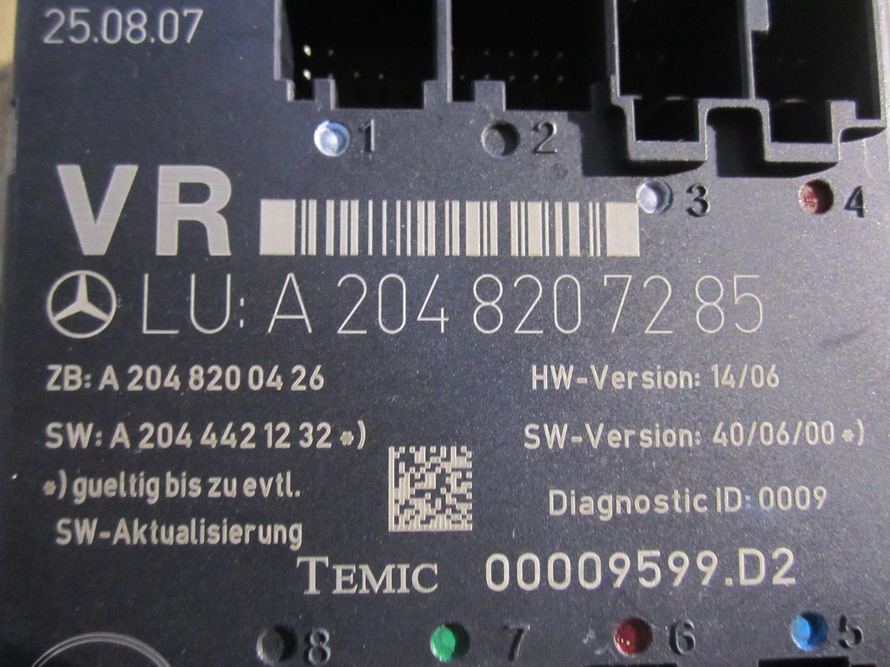 25.08.07
1 2
3 4
VR
LU: A 204 820 72 85
ZB: A 204 820 04 26 HW-Version: 14/06
SW: A 204 442 12 32 *) SW-Version: 40/06/00 *)
*) gueltig bis zu evtl. Diagnostic ID: 0009
SW-Aktualisierung
TEMIC 00009599.D2
8 7 6 5